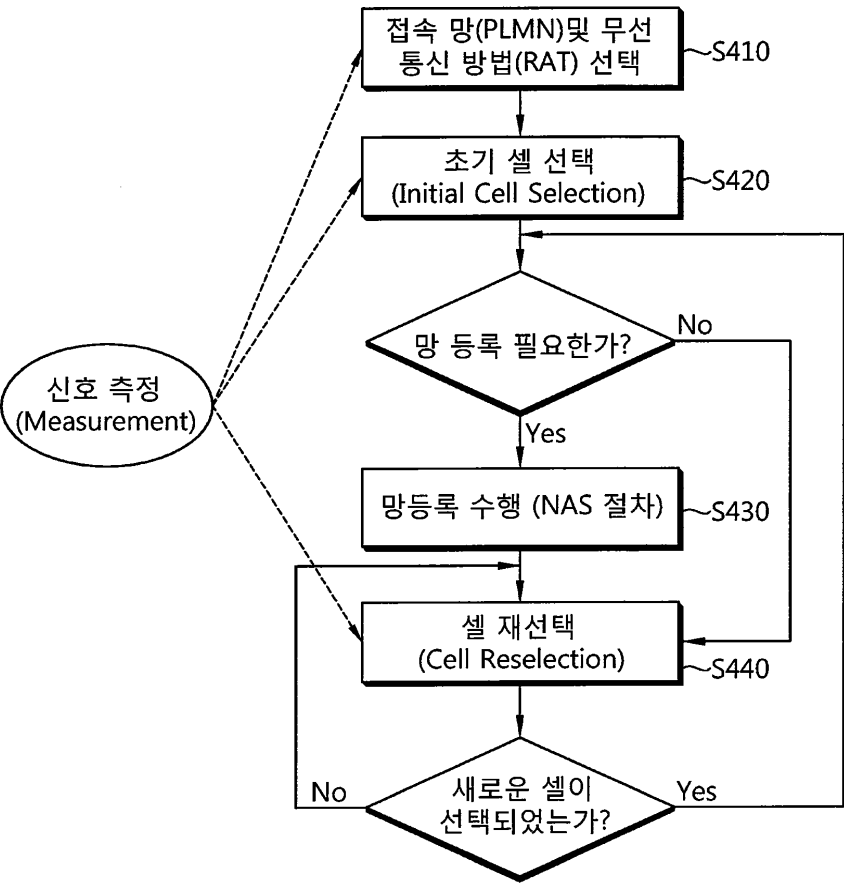 접속 망(PLMN)및 무선
통신 방법(RAT) 선택
S410
초기 셀 선택
(Initial Cell Selection)
S420
망 등록 필요한가?
No
Yes
신호 측정
(Measurement)
망등록 수행 (NAS 절차)
S430
셀 재선택
(Cell Reselection)
S440
새로운 셀이
선택되었는가?
No
Yes